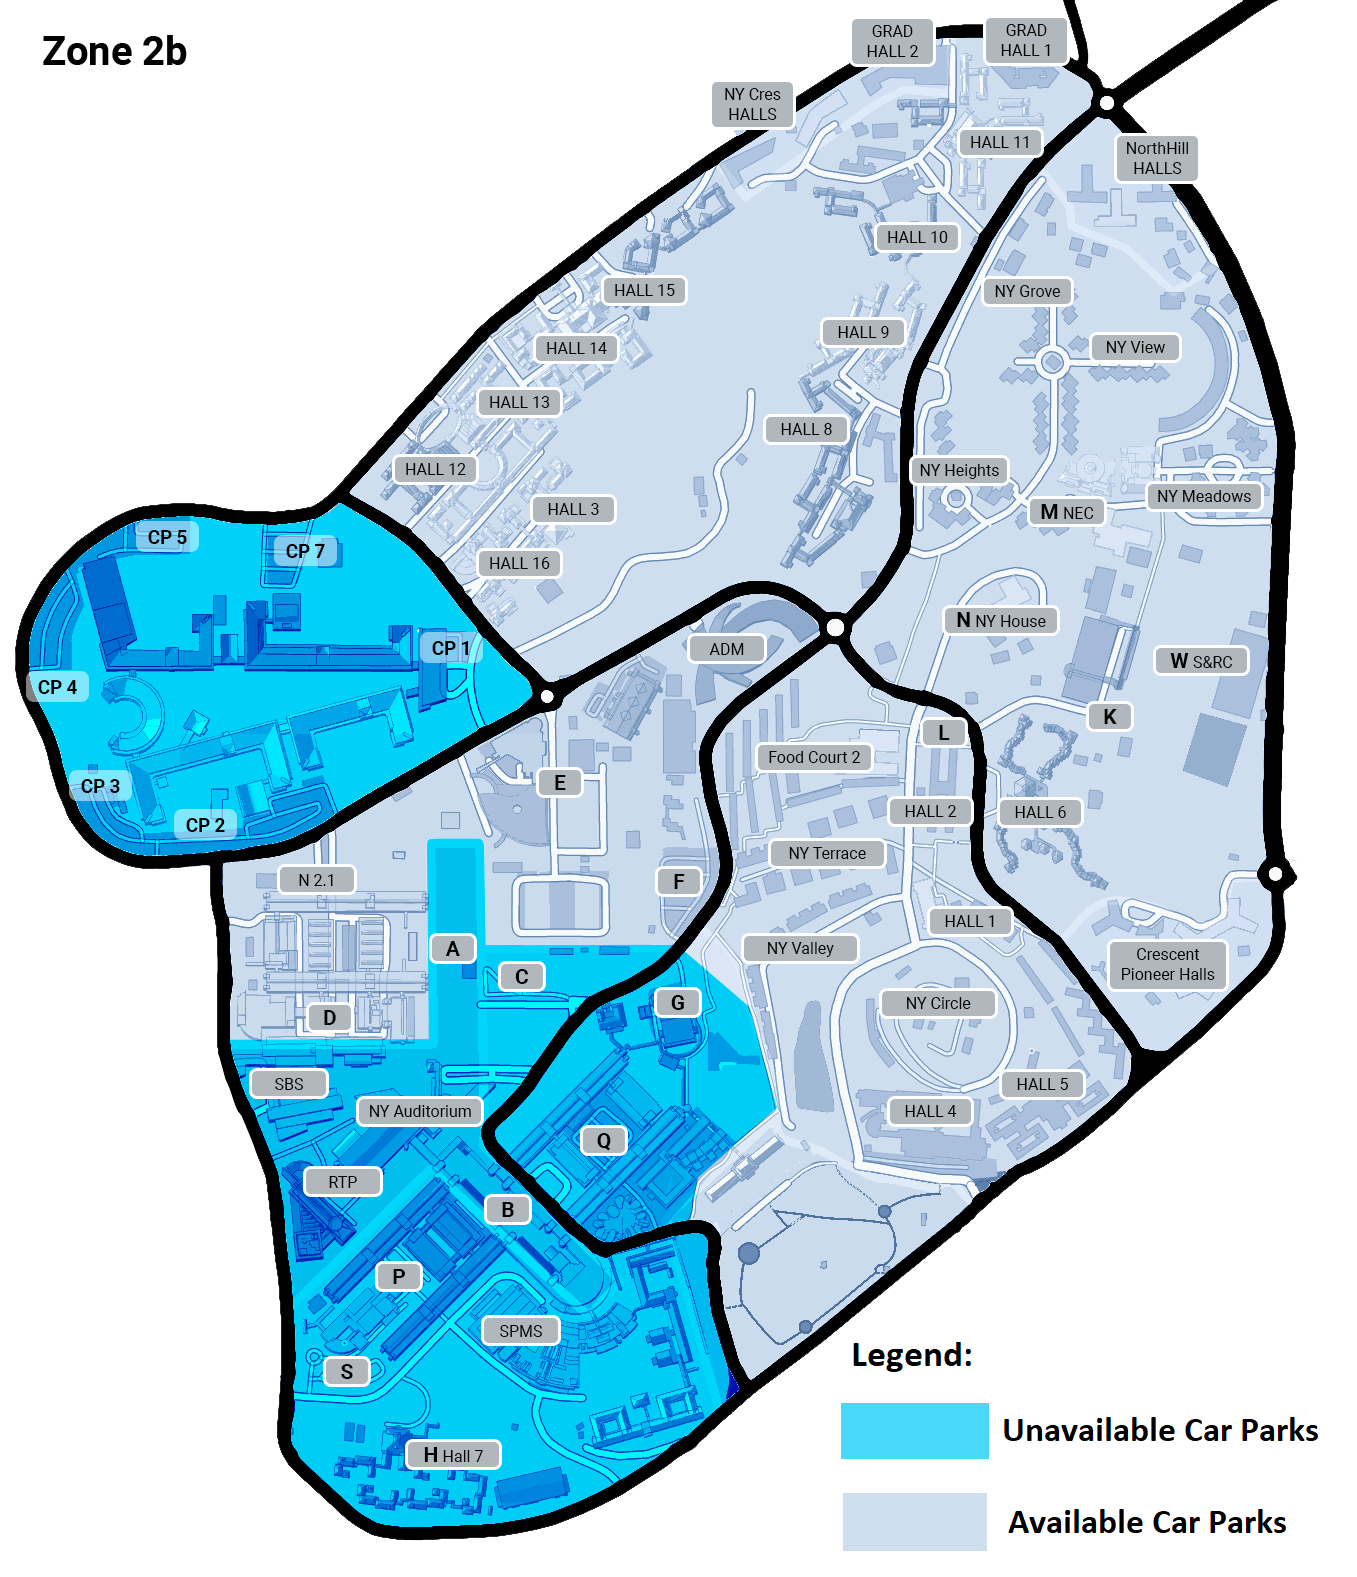 Zone 2b
GRAD
HALL 2
GRAD
HALL 1
NY Cres
HALLS
HALL 11
NorthHill
HALLS
HALL 10
HALL 15
NY Grove
HALL 9
HALL 14
NY View
HALL 13
HALL 8
HALL 12
NY Heights
NY Meadows
HALL 3
M NEC
CP 5
CP 7
HALL 16
N NY House
CP 1
ADM
W S&RC
CP 4
K
L
Food Court 2
E
CP 3
HALL 2
HALL 6
CP 2
NY Terrace
N 2.1
F
HALL 1
A
NY Valley
Crescent
Pioneer Halls
C
G
NY Circle
D
SBS
HALL 5
NY Auditorium
HALL 4
Q
RTP
B
P
SPMS
Legend:
S
Unavailable Car Parks
H Hall 7
Available Car Parks